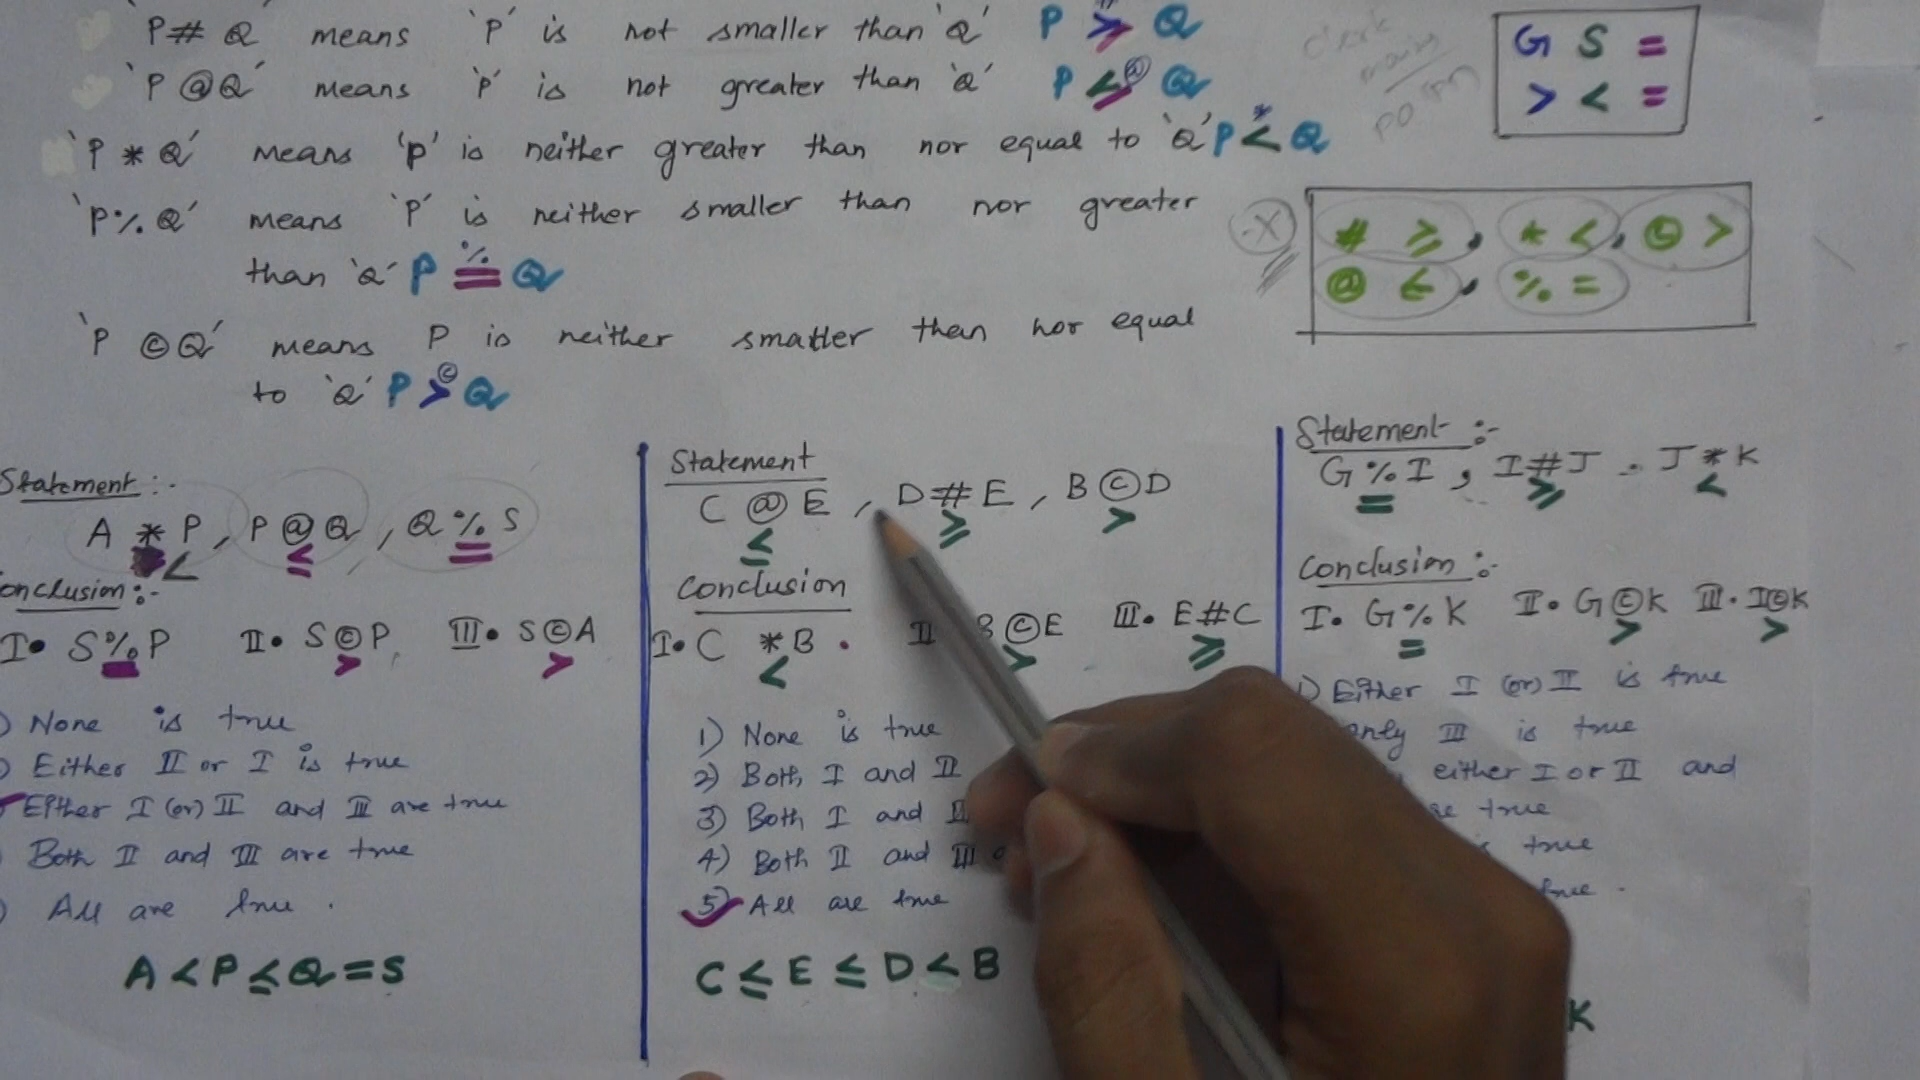 `P # Q' means `P' is not smaller than `Q' P ≥ Q
`P @ Q' means `P' is not greater than `Q' P ≤ @ Q
`P * Q' means 'P' is neither greater than nor equal to `Q' P < * Q
`P % Q' means `P' is neither smaller than nor greater
than `Q' P = % Q
`P © Q' means P is neither smaller than nor equal
to `Q' P > © Q
G S =
> < =
-X
# ≥, * <, © >
@ ≤, % =
Statement :-
A * P, P @ Q, Q % S
< ≤ =
Conclusion :-
I. S % P II. S © P, III. S © A
= > >
) None is true
) Either II or I is true
Either I (or) II and III are true
) Both II and III are true
) All are true.
A < P ≤ Q = S
Statement
C @ E, D # E, B © D
≤ ≥ >
Conclusion
I. C * B. II B © E III. E # C
< > ≥
1) None is true
2) Both I and II
3) Both I and
4) Both II and III
5) All are true
C ≤ E ≤ D < B
Statement :-
G % I, I # J, J * K
= ≥ <
Conclusion :-
I. G % K II. G © K III. I © K
= > >
1) Either I (or) II is true
only III is true
either I or II and
are true
true
true.
K